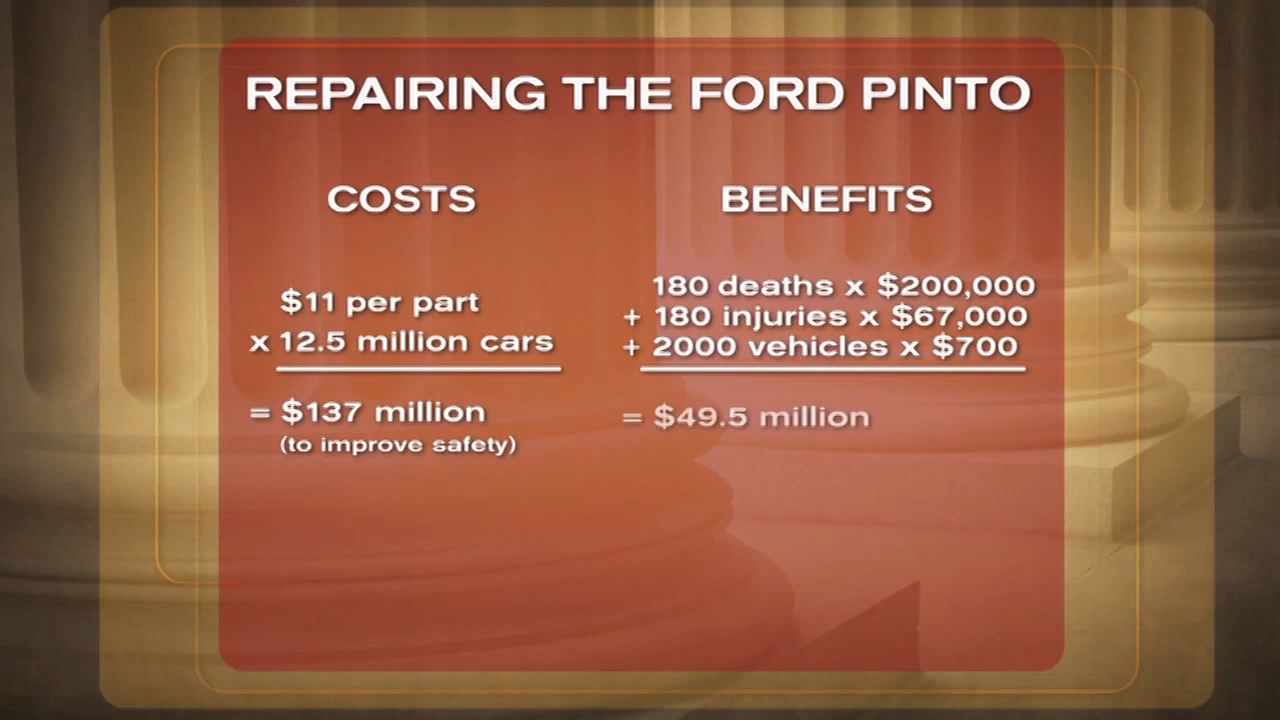 REPAIRING THE FORD PINTO
COSTS
$11 per part
x 12.5 million cars
= $137 million
(to improve safety)
BENEFITS
180 deaths x $200,000
+ 180 injuries x $67,000
+ 2000 vehicles x $700
= $49.5 million